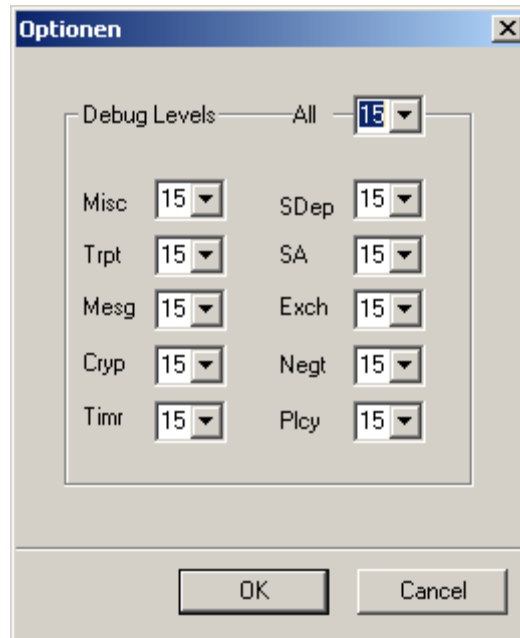 Optionen
Debug Levels All 15
Misc 15 SDep 15
Trpt 15 SA 15
Mesg 15 Exch 15
Cryp 15 Negt 15
Timr 15 Plcy 15
OK Cancel